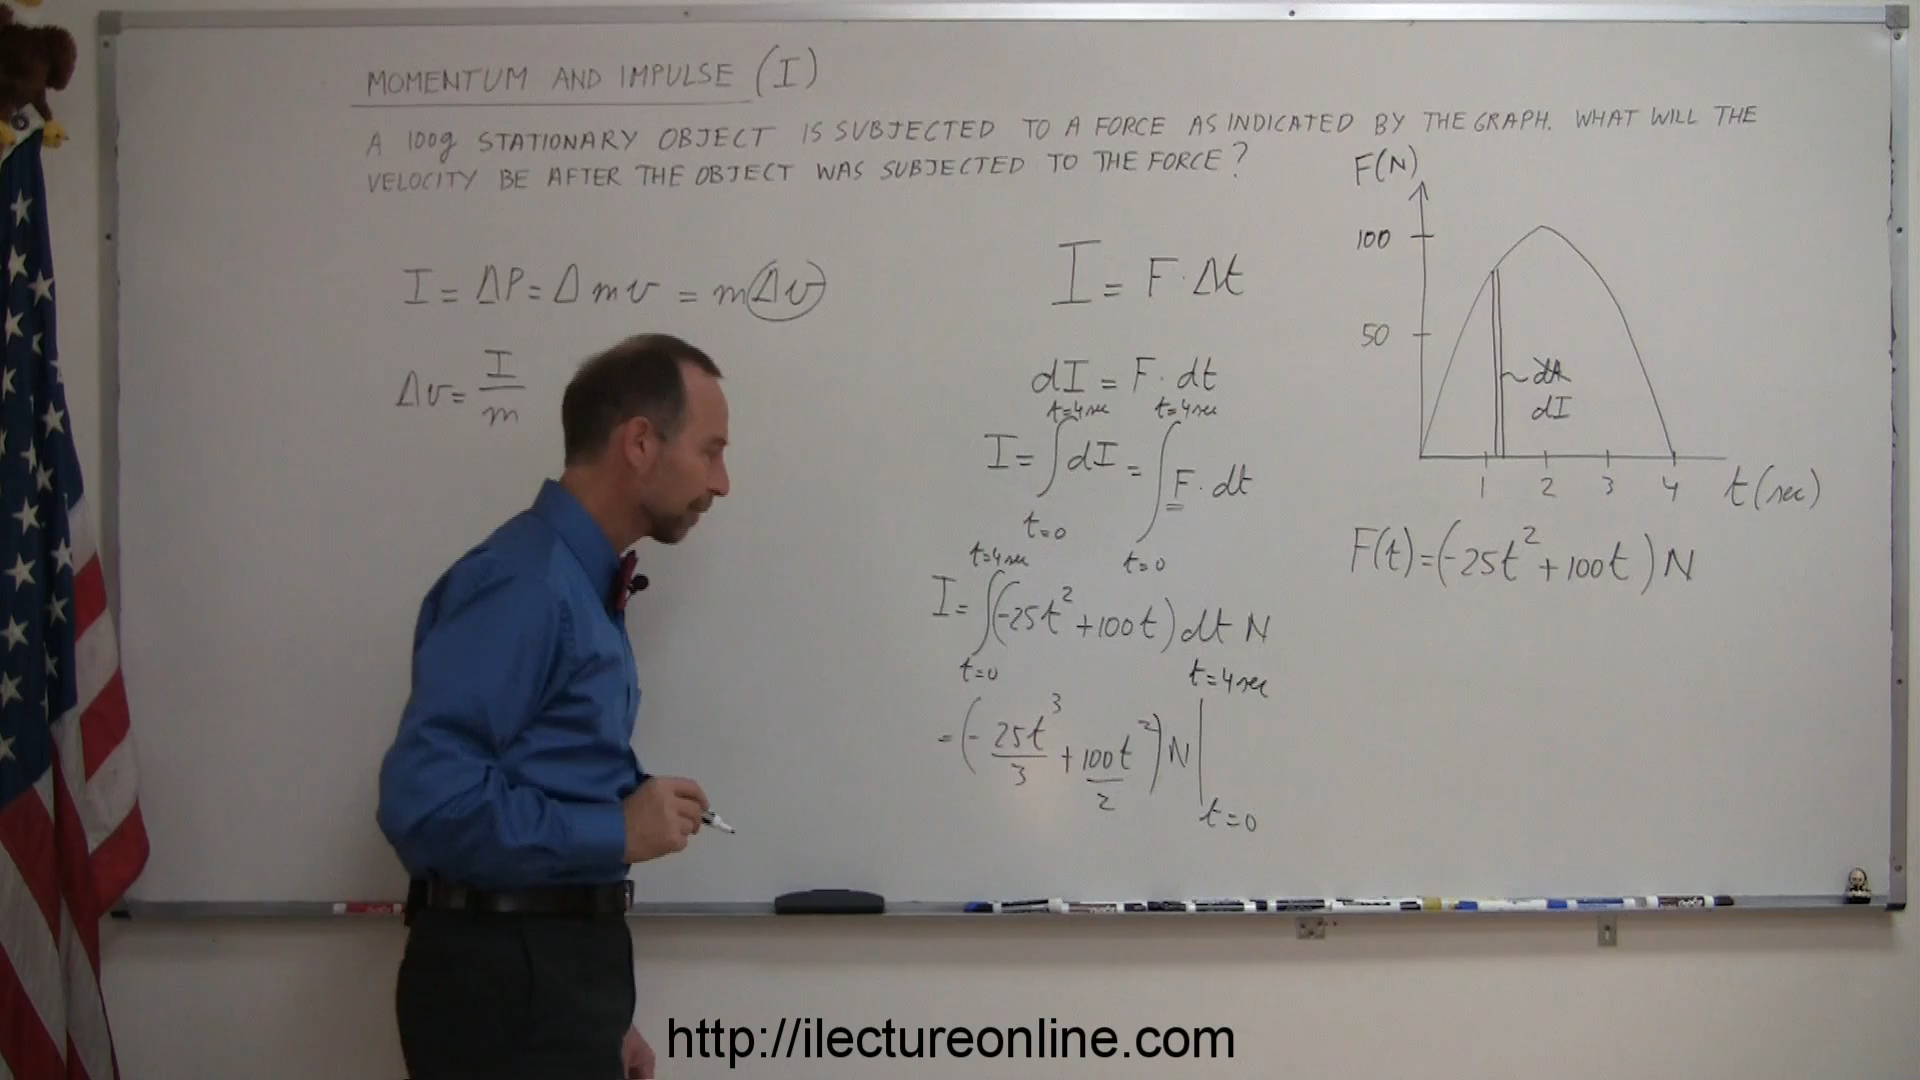 MOMENTUM AND IMPULSE (I)
A 100g STATIONARY OBJECT IS SUBJECTED TO A FORCE AS INDICATED BY THE GRAPH. WHAT WILL THE
VELOCITY BE AFTER THE OBJECT WAS SUBJECTED TO THE FORCE?
I = ΔP = Δmv = mΔv
Δv = I/m
I = F · Δt
dI = F · dt
t=4sec t=4sec
I = ∫dI = ∫F · dt
t=0 t=0
t=4sec
I = ∫(-25t² + 100t) dt N
t=0
t=4sec
= (-25t³/3 + 100t²/2) N |
t=0
F(N)
100
50
dA
dI
1 2 3 4 t(sec)
F(t) = (-25t² + 100t) N
http://ilectureonline.com